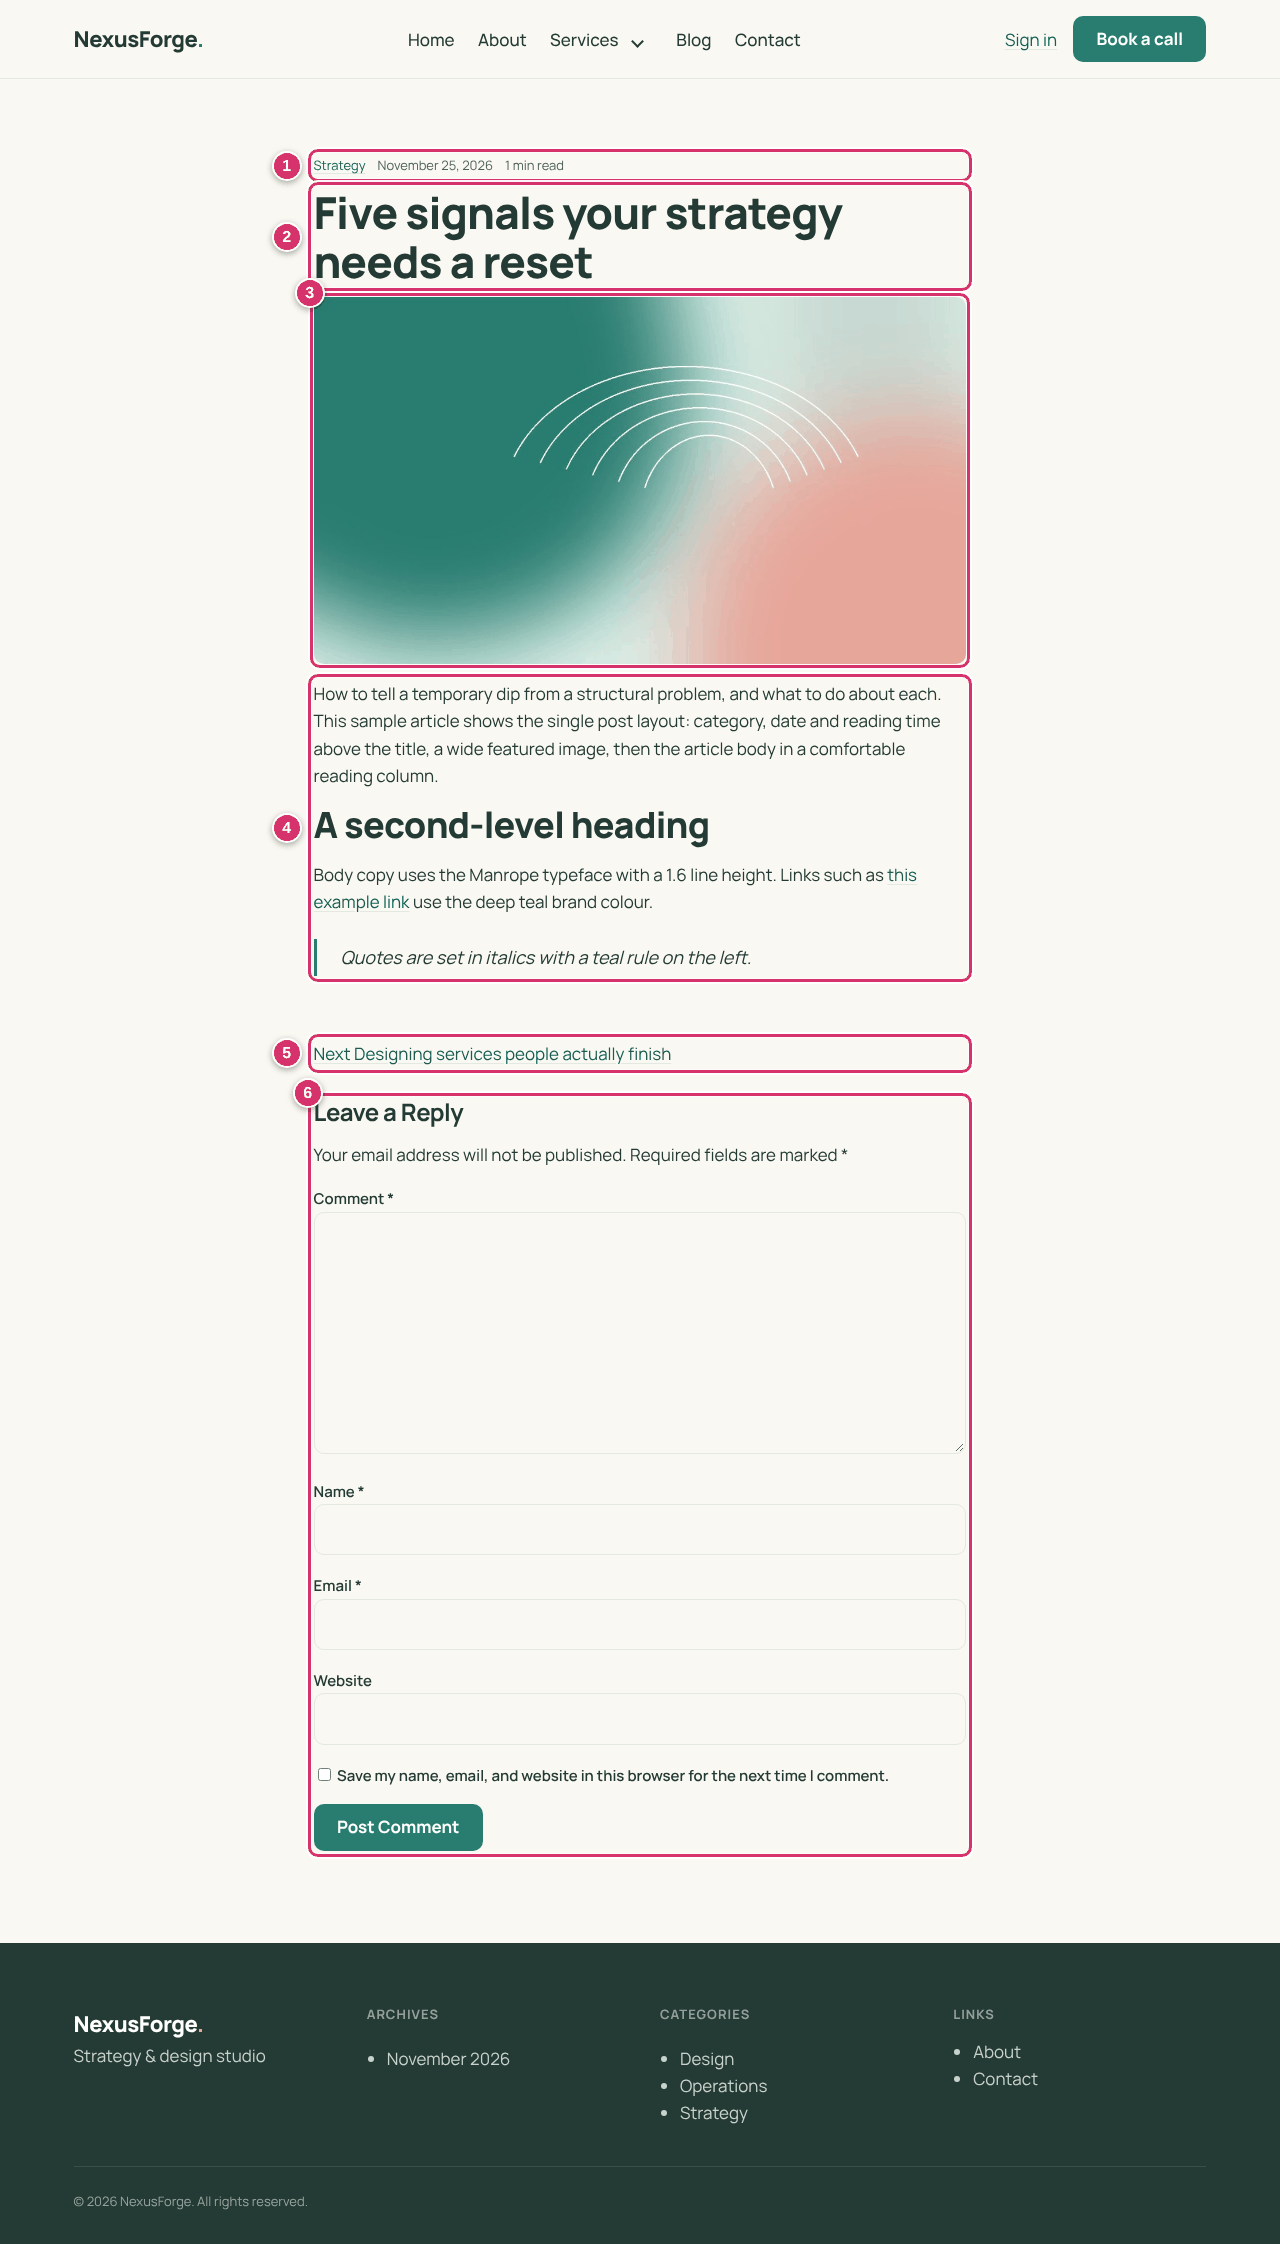 NexusForge.
Home About Services Blog Contact
Sign in Book a call
1
Strategy November 25, 2026 1 min read
2
Five signals your strategy
needs a reset
3
How to tell a temporary dip from a structural problem, and what to do about each.
This sample article shows the single post layout: category, date and reading time
above the title, a wide featured image, then the article body in a comfortable
reading column.
4
A second-level heading
Body copy uses the Manrope typeface with a 1.6 line height. Links such as this
example link use the deep teal brand colour.
Quotes are set in italics with a teal rule on the left.
5
Next Designing services people actually finish
6
Leave a Reply
Your email address will not be published. Required fields are marked *
Comment *
Name *
Email *
Website
Save my name, email, and website in this browser for the next time I comment.
Post Comment
NexusForge.
Strategy & design studio
ARCHIVES
November 2026
CATEGORIES
Design
Operations
Strategy
LINKS
About
Contact
© 2026 NexusForge. All rights reserved.